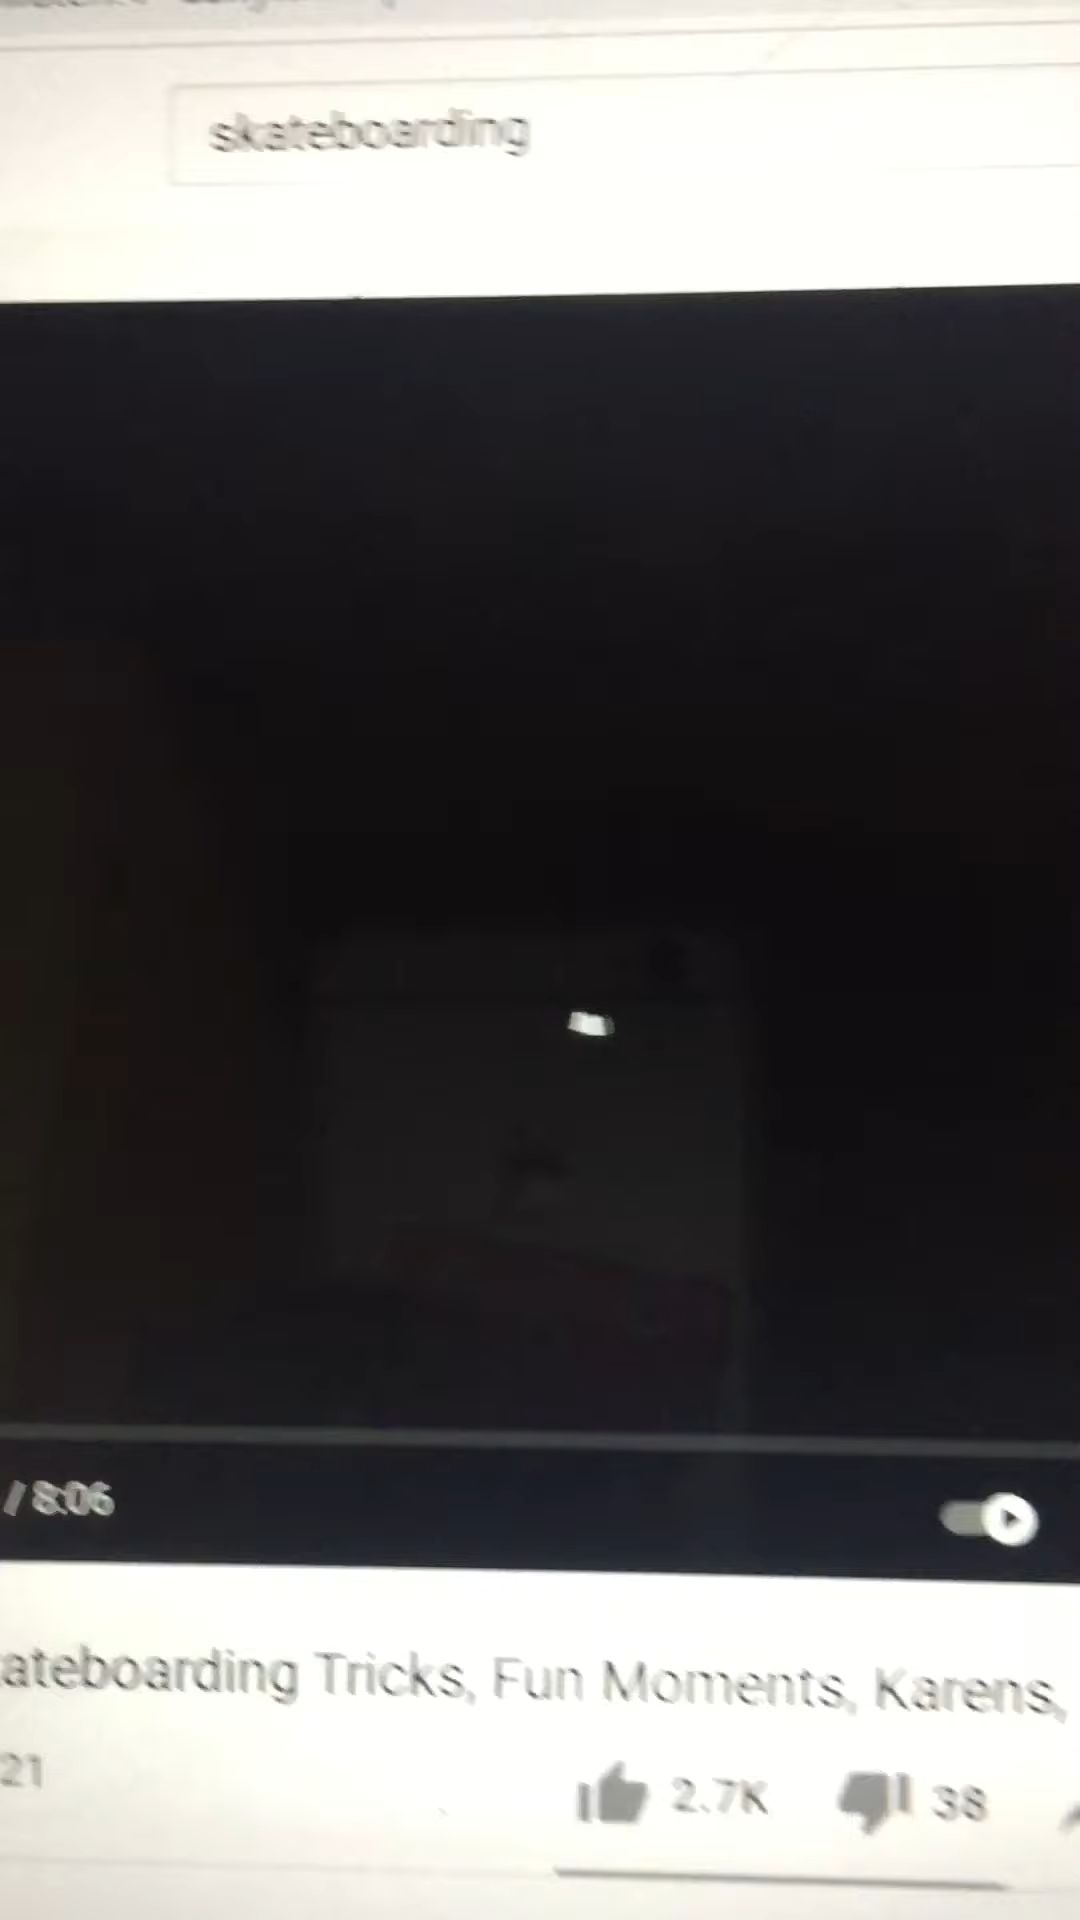 skateboarding
/ 8:06
ateboarding Tricks, Fun Moments, Karens,
21
2.7K 38